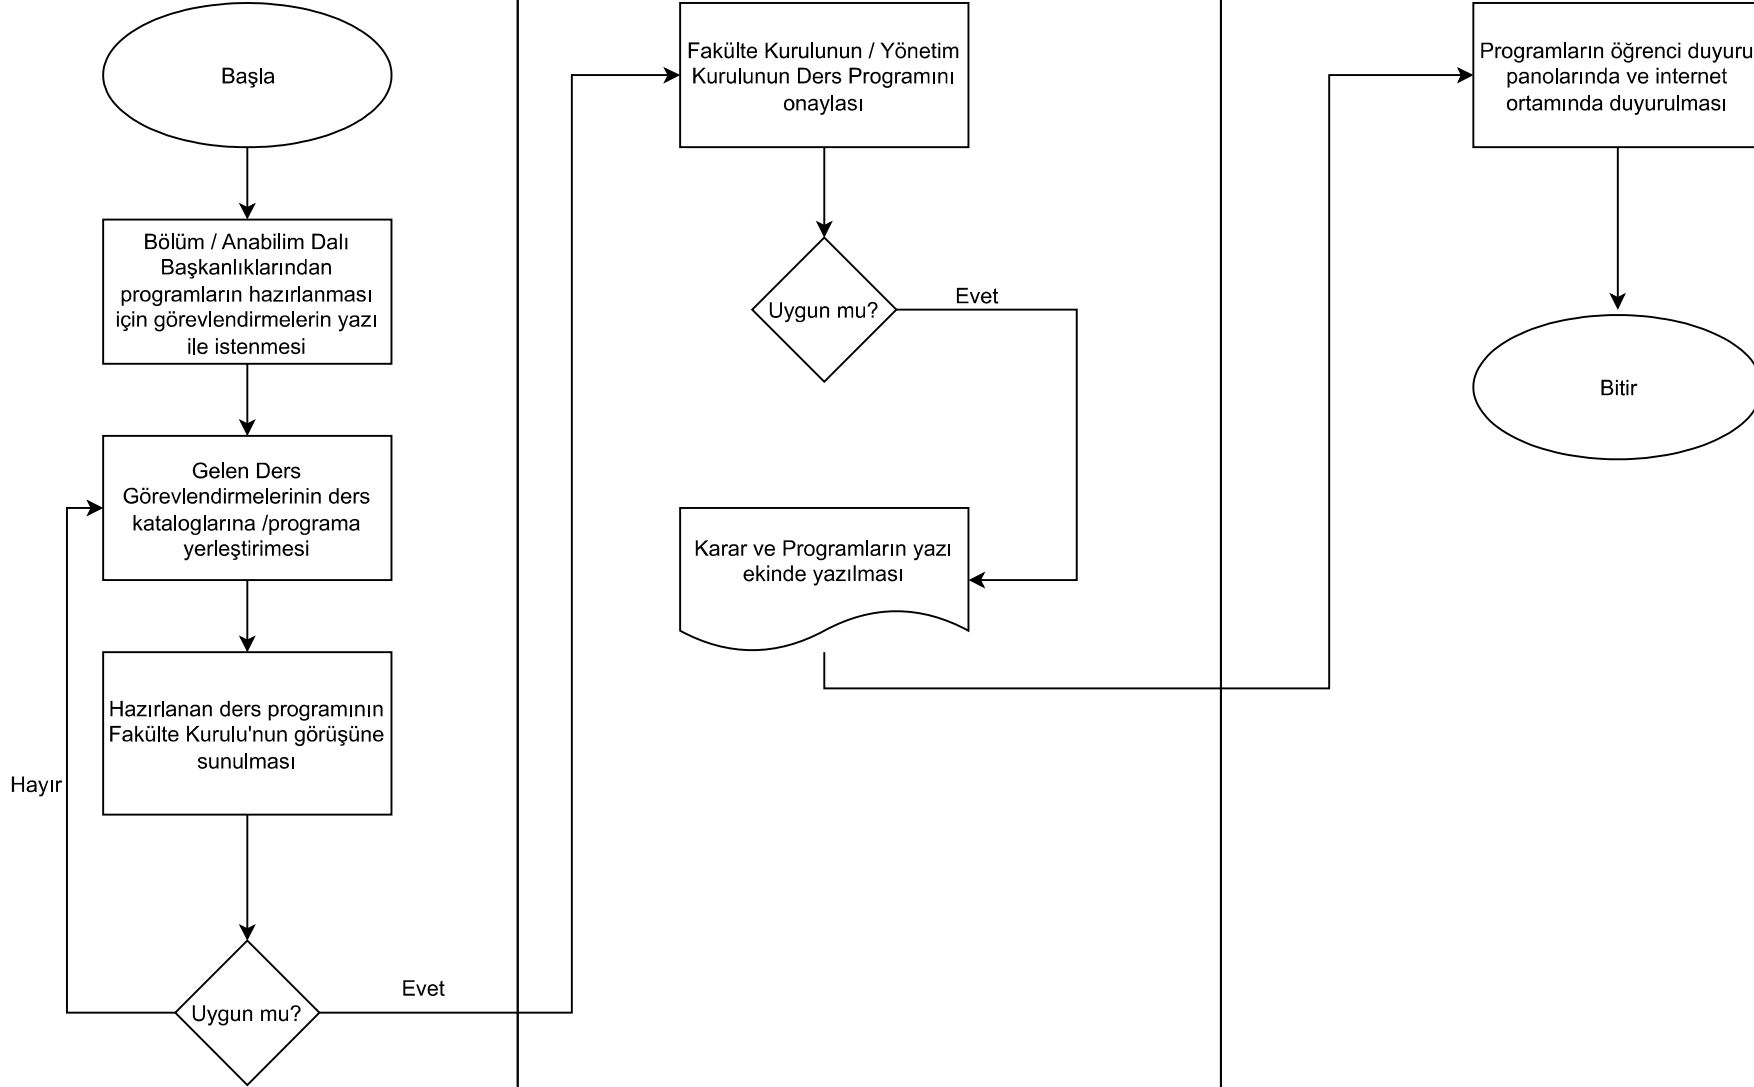 Başla
Bölüm / Anabilim Dalı
Başkanlıklarından
programların hazırlanması
için görevlendirmelerin yazı
ile istenmesi
Gelen Ders
Görevlendirmelerinin ders
kataloglarına /programa
yerleştirimesi
Hazırlanan ders programının
Fakülte Kurulu'nun görüşüne
sunulması
Hayır
Uygun mu?
Evet
Fakülte Kurulunun / Yönetim
Kurulunun Ders Programını
onaylası
Uygun mu?
Evet
Karar ve Programların yazı
ekinde yazılması
Programların öğrenci duyuru
panolarında ve internet
ortamında duyurulması
Bitir